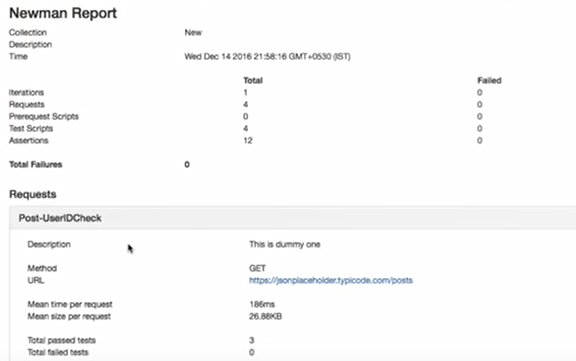 Newman Report
Collection New
Description
Time Wed Dec 14 2016 21:58:16 GMT+0530 (IST)
Total Failed
Iterations 1 0
Requests 4 0
Prerequest Scripts 0 0
Test Scripts 4 0
Assertions 12 0
Total Failures 0
Requests
Post-UserIDCheck
Description This is dummy one
Method GET
URL https://jsonplaceholder.typicode.com/posts
Mean time per request 186ms
Mean size per request 26.88KB
Total passed tests 3
Total failed tests 0